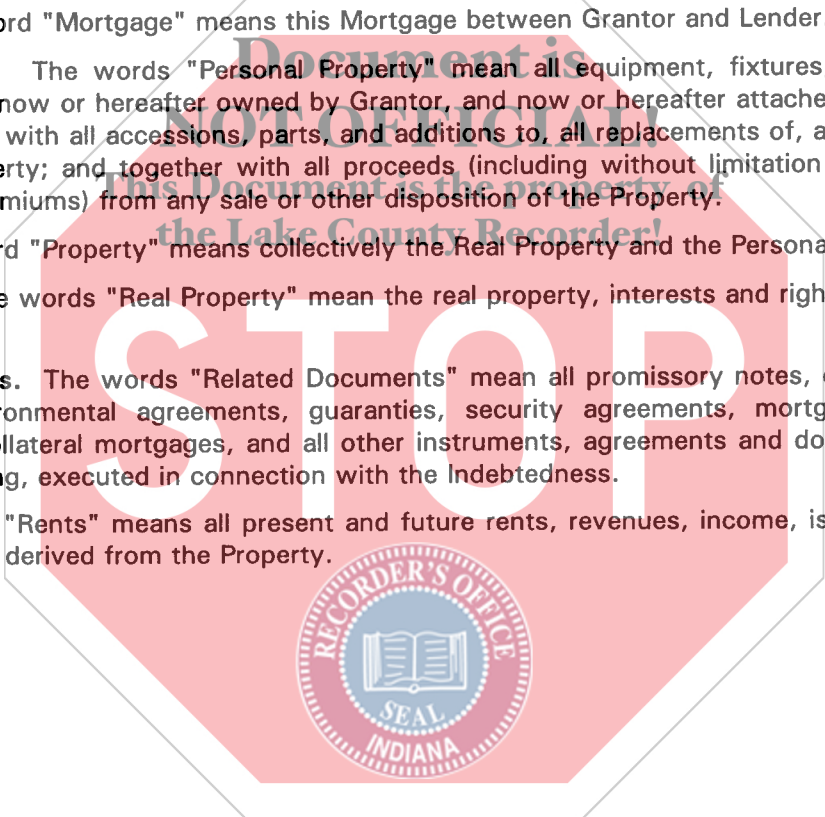 ord "Mortgage" means this Mortgage between Grantor and Lender
Document is
The words "Personal Property" mean all equipment, fixtures
now or hereafter owned by Grantor, and now or hereafter attache
NOT OFFICIAL!
with all accessions, parts, and additions to, all replacements of, a
erty; and together with all proceeds (including without limitation
This Document is the property of
miums) from any sale or other disposition of the Property.
the Lake County Recorder!
rd "Property" means collectively the Real Property and the Persona
e words "Real Property" mean the real property, interests and righ
STOP
s. The words "Related Documents" mean all promissory notes,
onmental agreements, guaranties, security agreements, mortg
llateral mortgages, and all other instruments, agreements and do
ng, executed in connection with the Indebtedness.
"Rents" means all present and future rents, revenues, income, is
derived from the Property.
RECORDER'S OFFICE
SEAL
INDIANA